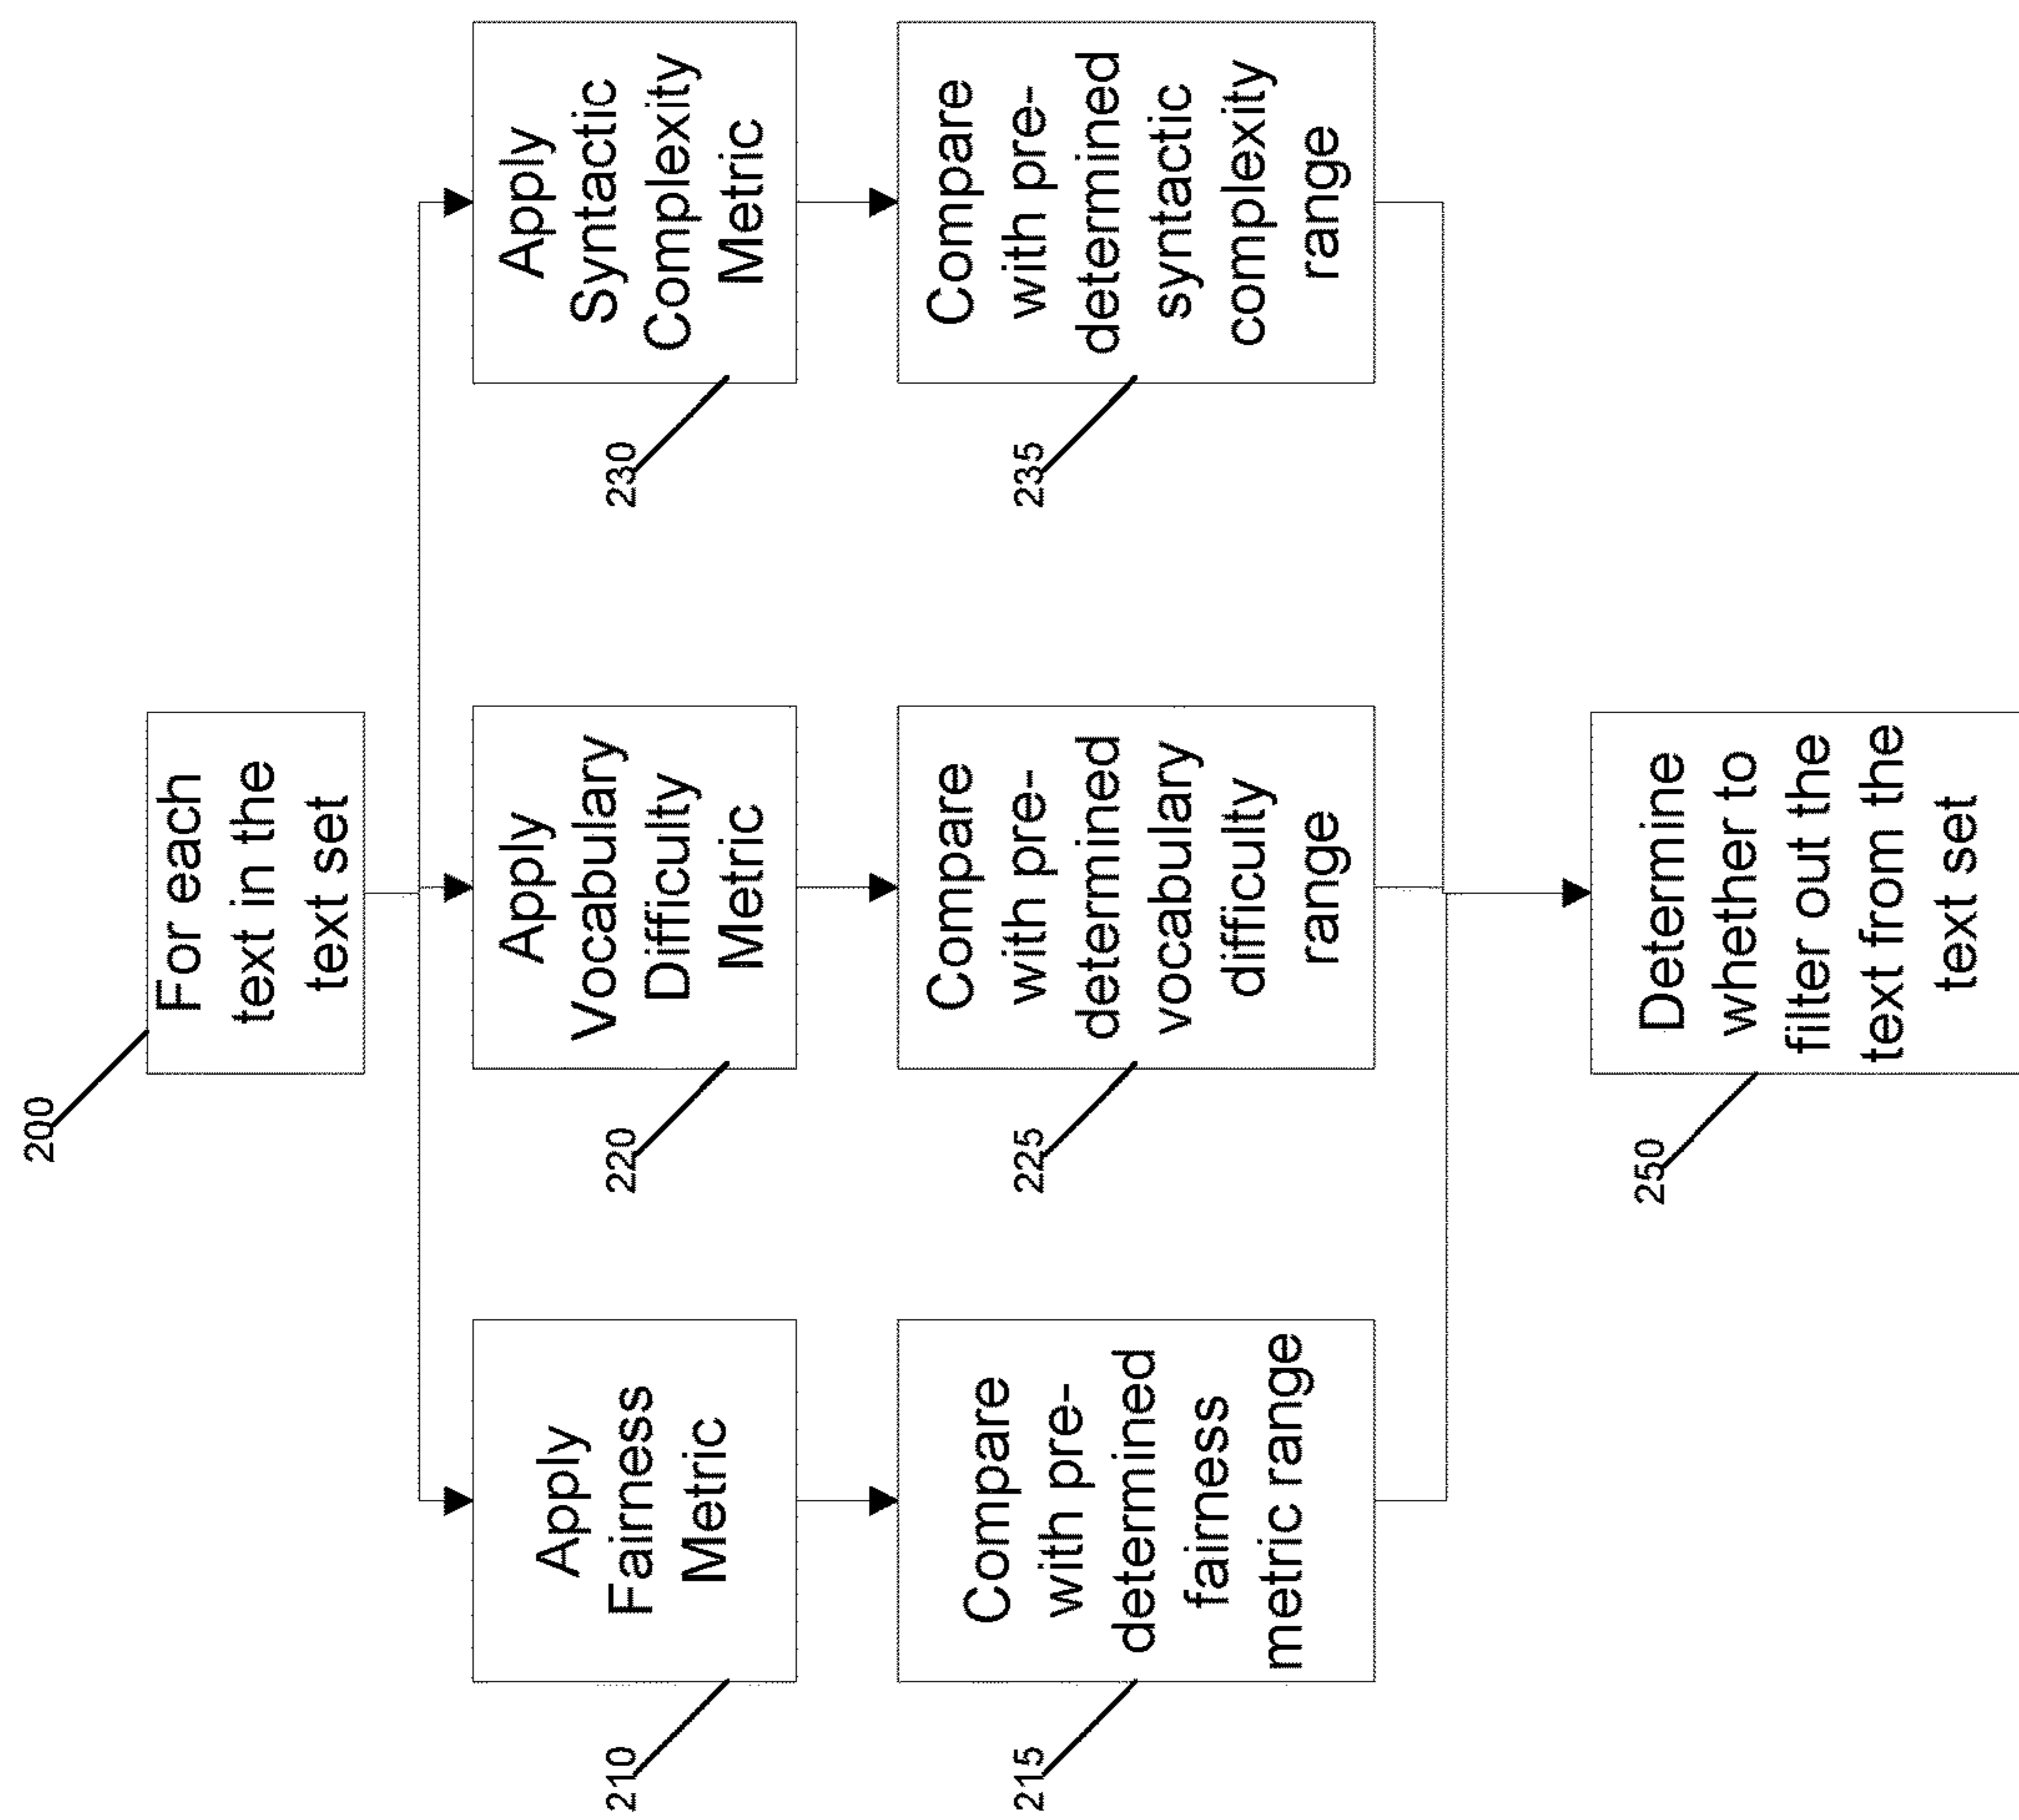 200
For each
text in the
text set
210
Apply
Fairness
Metric
220
Apply
Vocabulary
Difficulty
Metric
230
Apply
Syntactic
Complexity
Metric
215
Compare
with pre-
determined
fairness
metric range
225
Compare
with pre-
determined
vocabulary
difficulty
range
235
Compare
with pre-
determined
syntactic
complexity
range
250
Determine
whether to
filter out the
text from the
text set